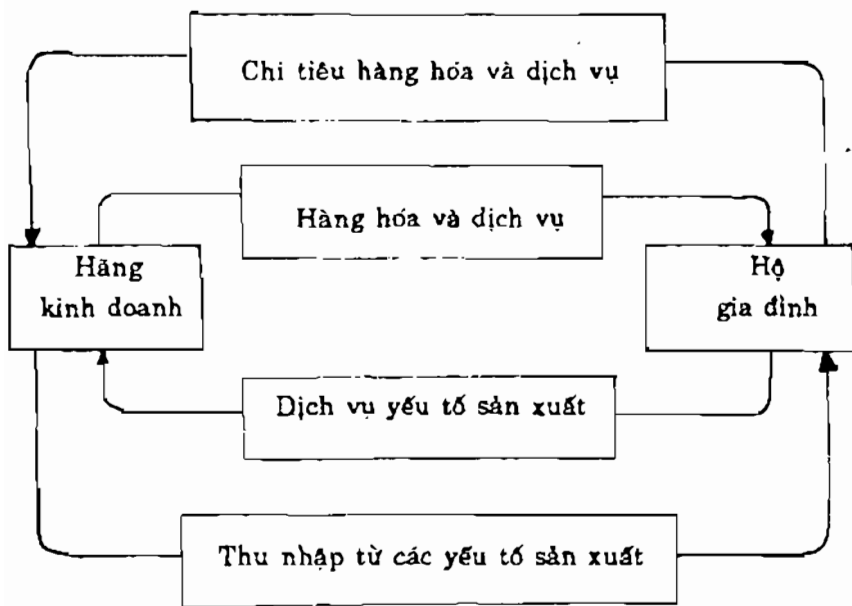 Chi tiêu hàng hóa và dịch vụ
Hàng hóa và dịch vụ
Hãng
kinh doanh
Hộ
gia đình
Dịch vụ yếu tố sản xuất
Thu nhập từ các yếu tố sản xuất